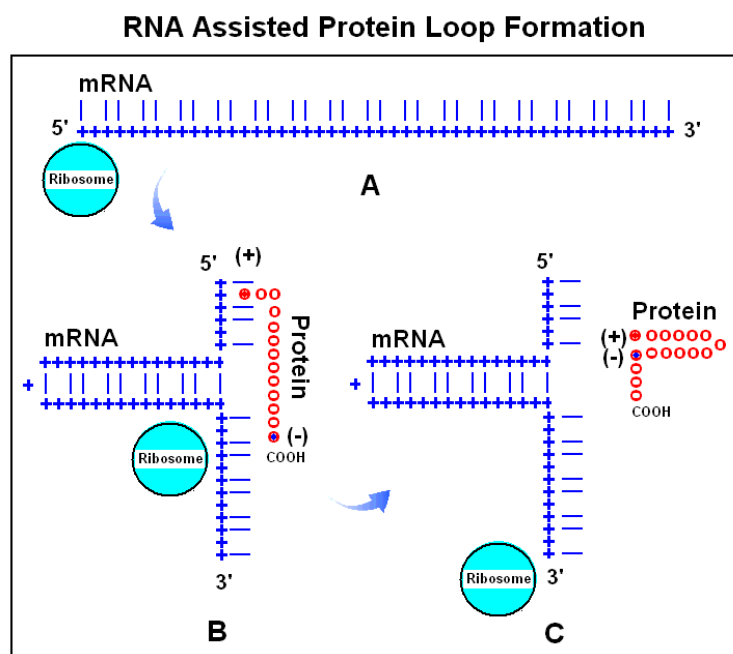 RNA Assisted Protein Loop Formation
mRNA
5' 3'
Ribosome
A
5' (+)
mRNA
Protein
+
Ribosome
(-)
COOH
3'
B
5'
Protein
mRNA
(+)
(-)
+
COOH
Ribosome
3'
C